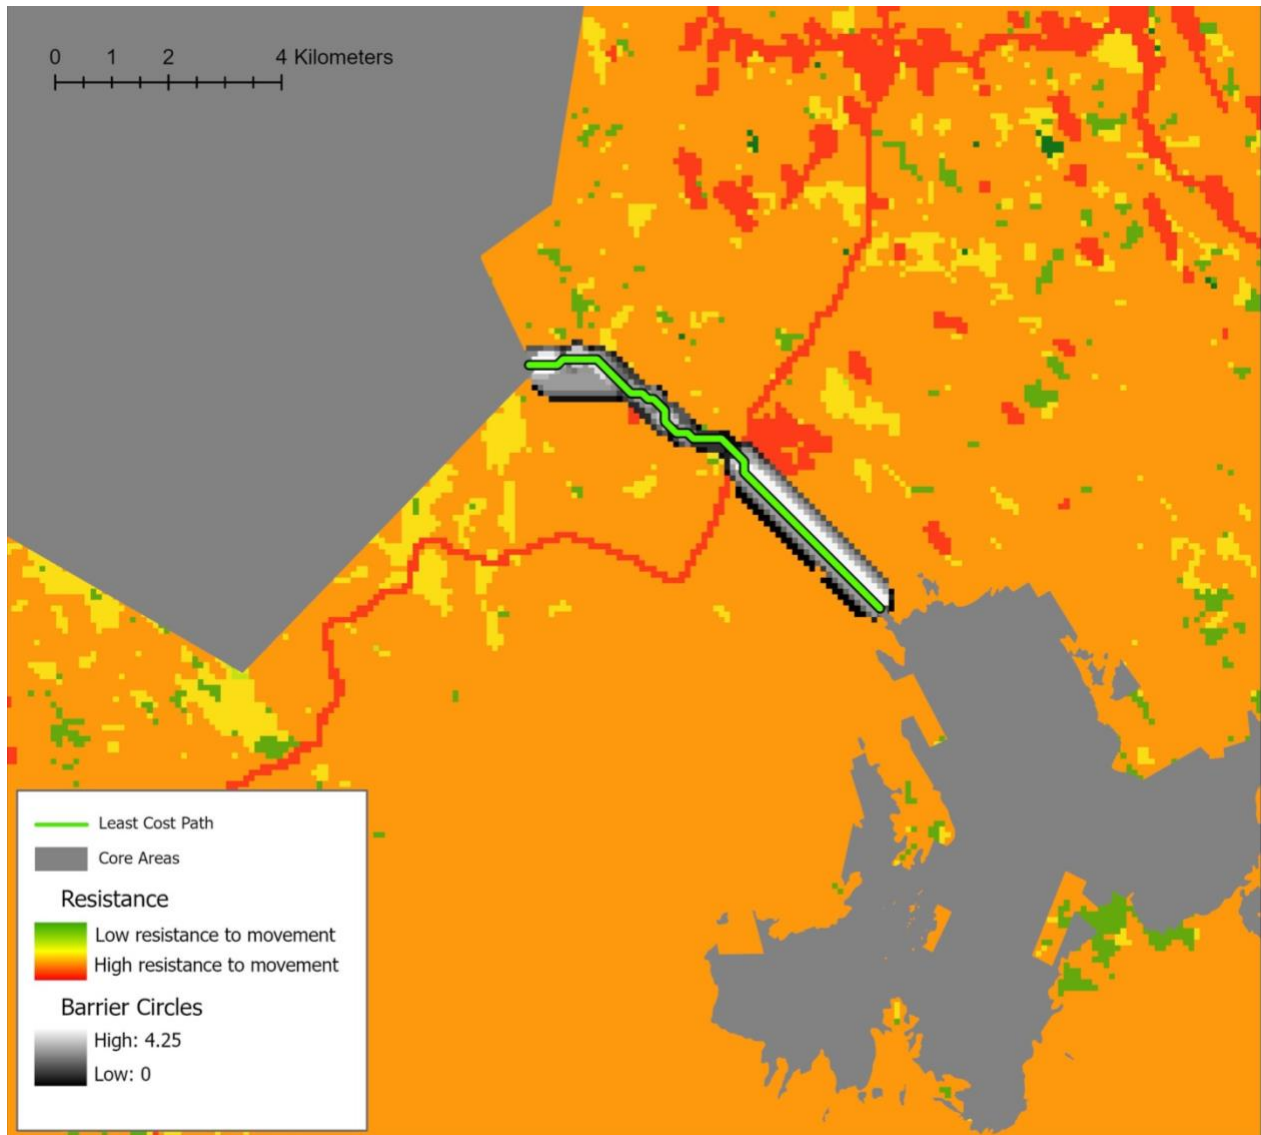 0 1 2 4 Kilometers
Least Cost Path
Core Areas
Resistance
Low resistance to movement
High resistance to movement
Barrier Circles
High: 4.25
Low: 0